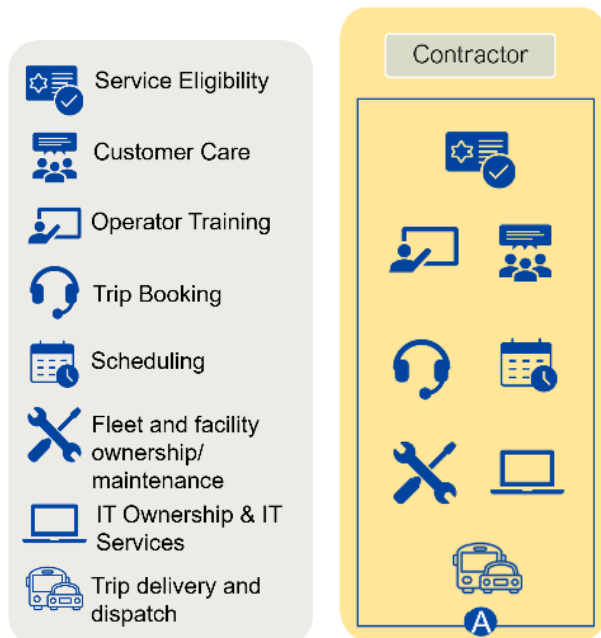 Service Eligibility
Customer Care
Operator Training
Trip Booking
Scheduling
Fleet and facility
ownership/
maintenance
IT Ownership & IT
Services
Trip delivery and
dispatch
Contractor
A